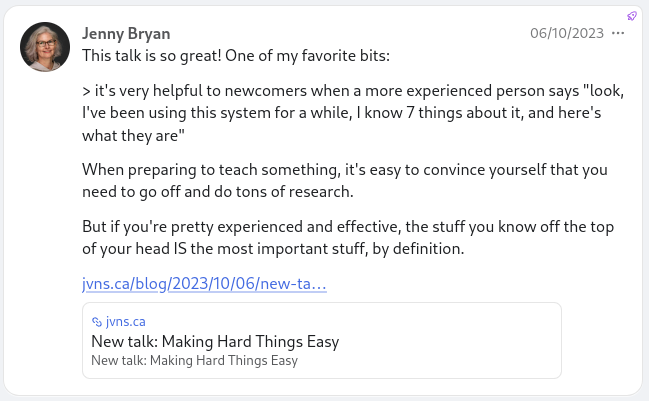 Jenny Bryan
06/10/2023 ···
This talk is so great! One of my favorite bits:
> it's very helpful to newcomers when a more experienced person says "look,
I've been using this system for a while, I know 7 things about it, and here's
what they are"
When preparing to teach something, it's easy to convince yourself that you
need to go off and do tons of research.
But if you're pretty experienced and effective, the stuff you know off the top
of your head IS the most important stuff, by definition.
jvns.ca/blog/2023/10/06/new-ta...
jvns.ca
New talk: Making Hard Things Easy
New talk: Making Hard Things Easy